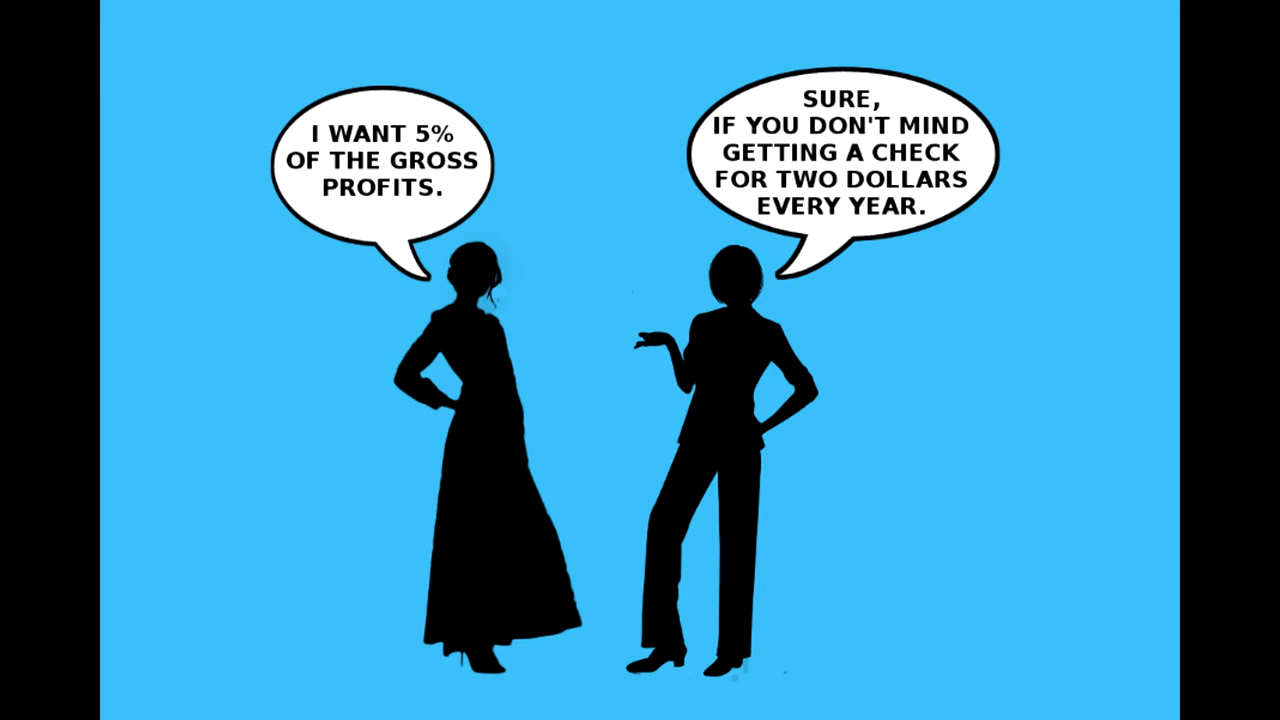 I WANT 5%
OF THE GROSS
PROFITS.
SURE,
IF YOU DON'T MIND
GETTING A CHECK
FOR TWO DOLLARS
EVERY YEAR.